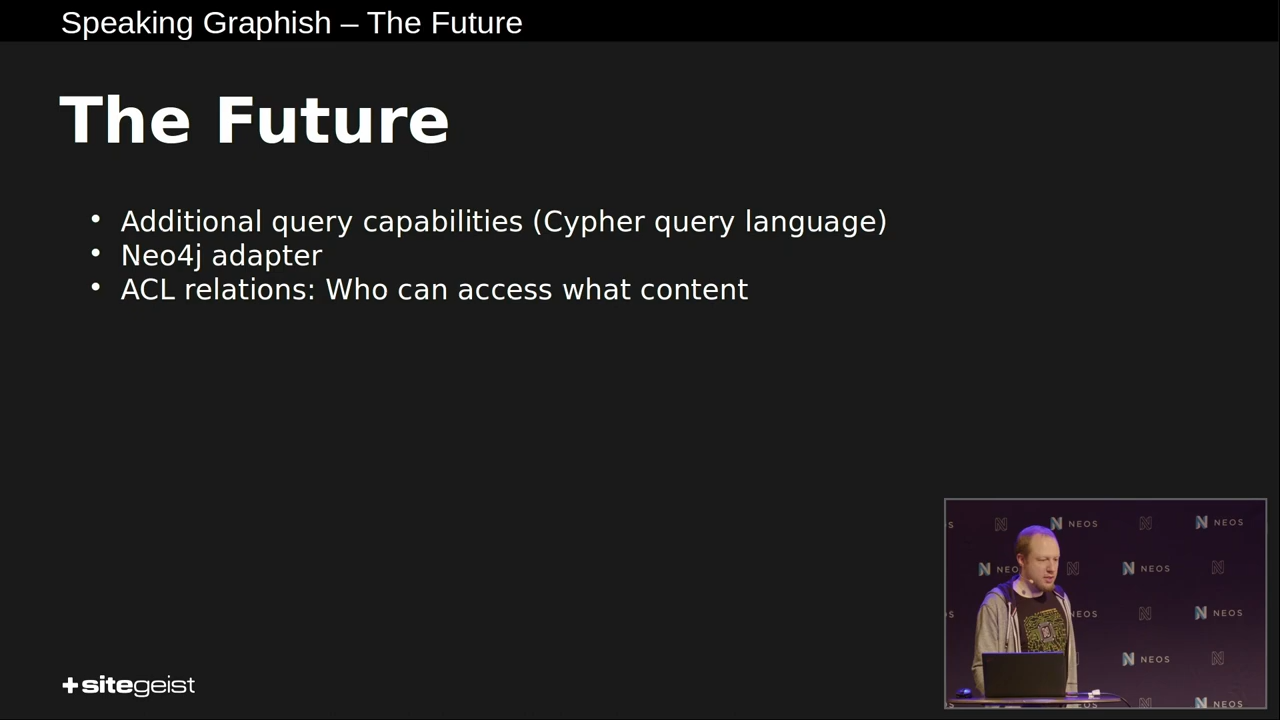 Speaking Graphish – The Future
The Future
• Additional query capabilities (Cypher query language)
• Neo4j adapter
• ACL relations: Who can access what content
+sitegeist
N NEOS
N NEOS
N NEO
N NEOS
NEOS
N NEOS
N NEOS
N NEOS